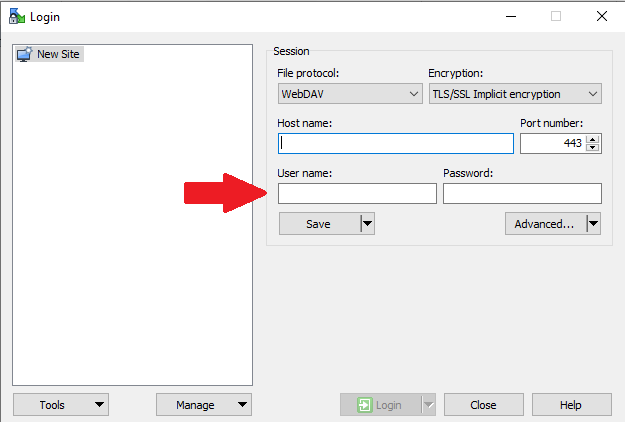 Login
New Site
Session
File protocol:
Encryption:
WebDAV
TLS/SSL Implicit encryption
Host name:
Port number:
443
User name:
Password:
Save
Advanced...
Tools
Manage
Login
Close
Help